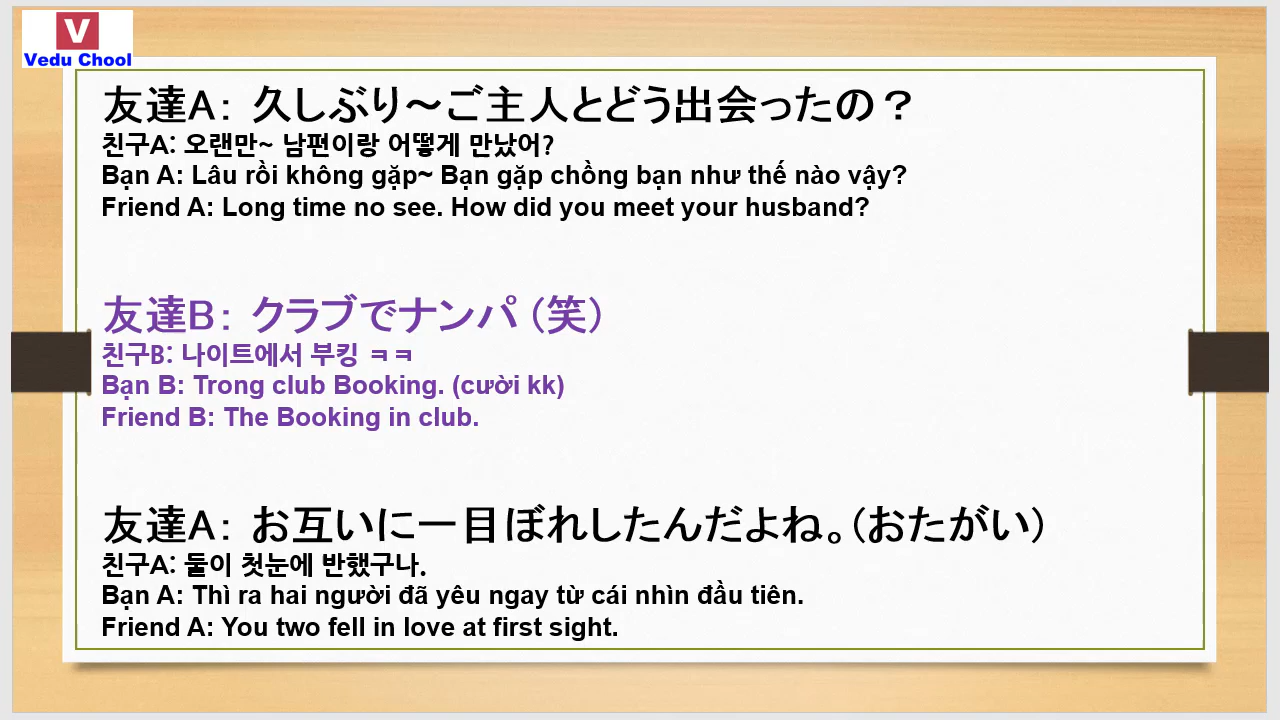 V
Vedu Chool
友達A： 久しぶり～ご主人とどう出会ったの？
친구A: 오랜만~ 남편이랑 어떻게 만났어?
Bạn A: Lâu rồi không gặp~ Bạn gặp chồng bạn như thế nào vậy?
Friend A: Long time no see. How did you meet your husband?
友達B： クラブでナンパ（笑）
친구B: 나이트에서 부킹 ㅋㅋ
Bạn B: Trong club Booking. (cười kk)
Friend B: The Booking in club.
友達A： お互いに一目ぼれしたんだよね。（おたがい）
친구A: 둘이 첫눈에 반했구나.
Bạn A: Thì ra hai người đã yêu ngay từ cái nhìn đầu tiên.
Friend A: You two fell in love at first sight.